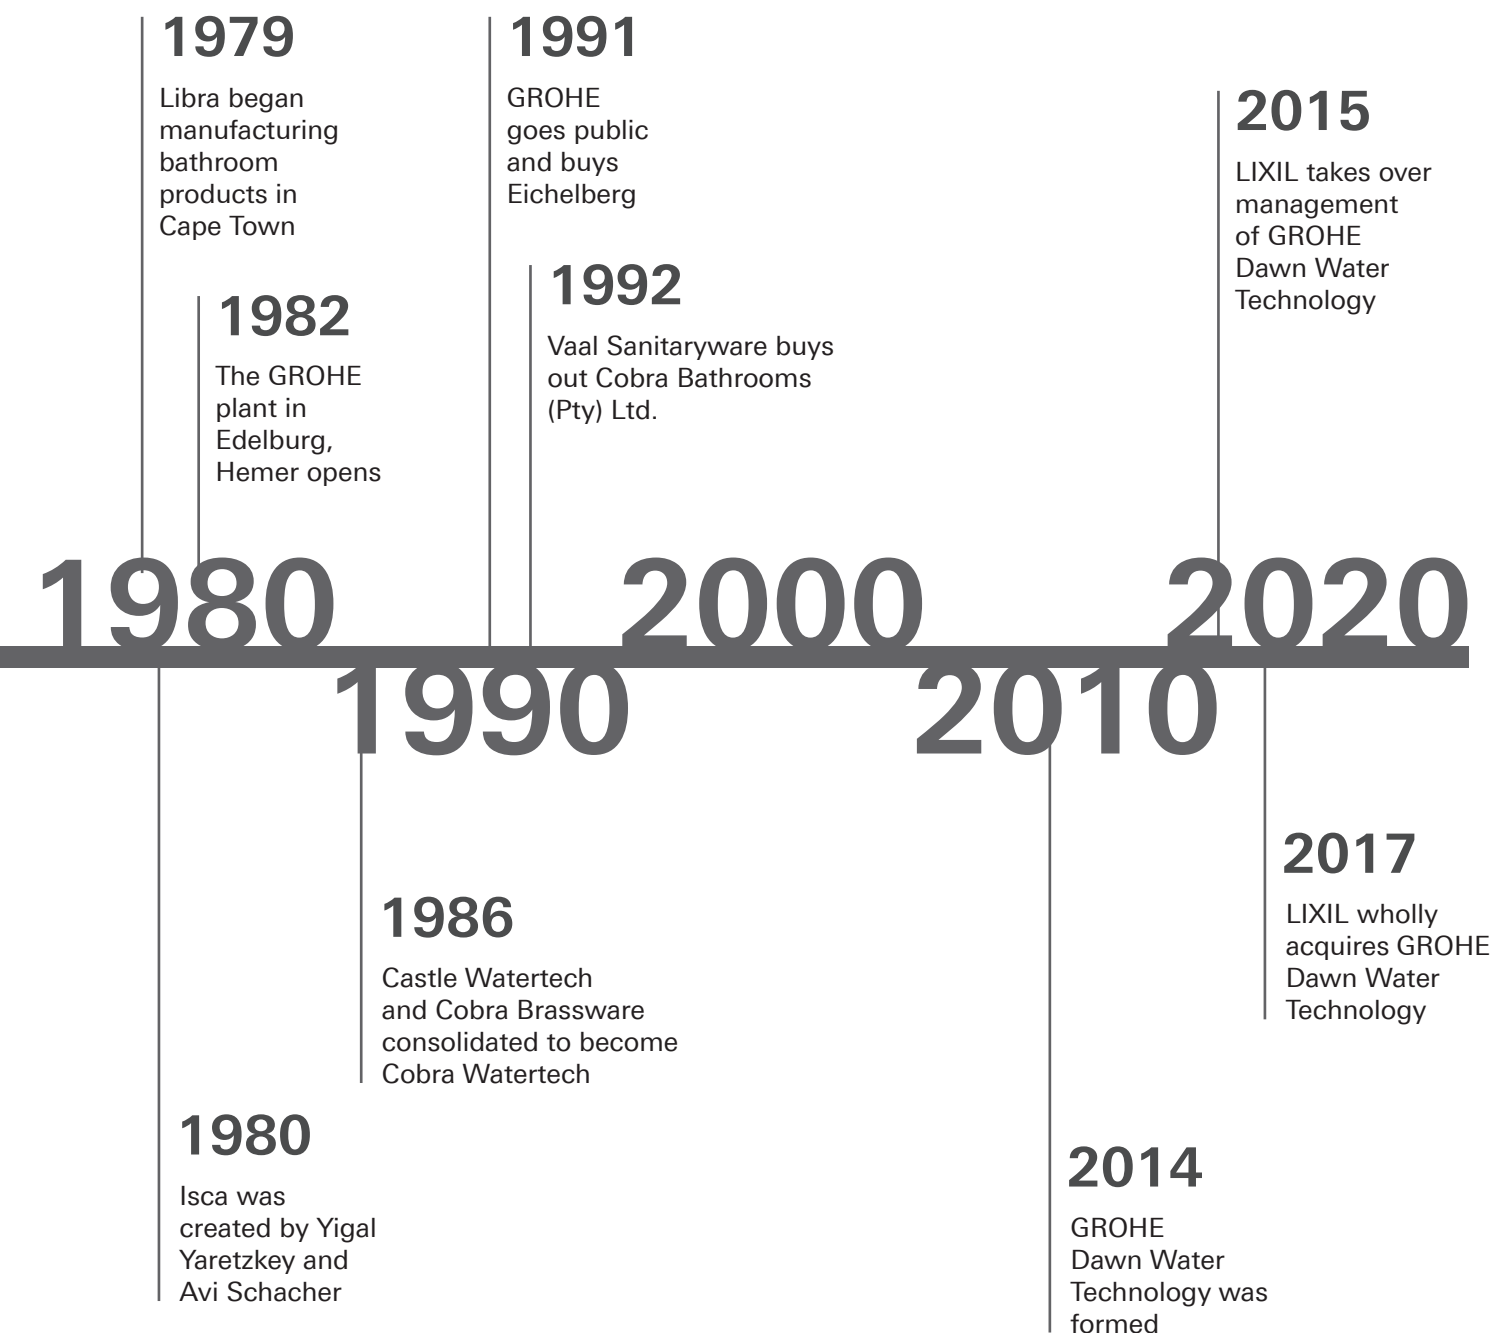 1979
Libra began
manufacturing
bathroom
products in
Cape Town
1982
The GROHE
plant in
Edelburg,
Hemer opens
1991
GROHE
goes public
and buys
Eichelberg
1992
Vaal Sanitaryware buys
out Cobra Bathrooms
(Pty) Ltd.
2015
LIXIL takes over
management
of GROHE
Dawn Water
Technology
1980
2000
2020
1990
2010
1986
Castle Watertech
and Cobra Brassware
consolidated to become
Cobra Watertech
1980
Isca was
created by Yigal
Yaretzkey and
Avi Schacher
2017
LIXIL wholly
acquires GROHE
Dawn Water
Technology
2014
GROHE
Dawn Water
Technology was
formed